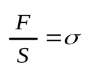 F/S = σ